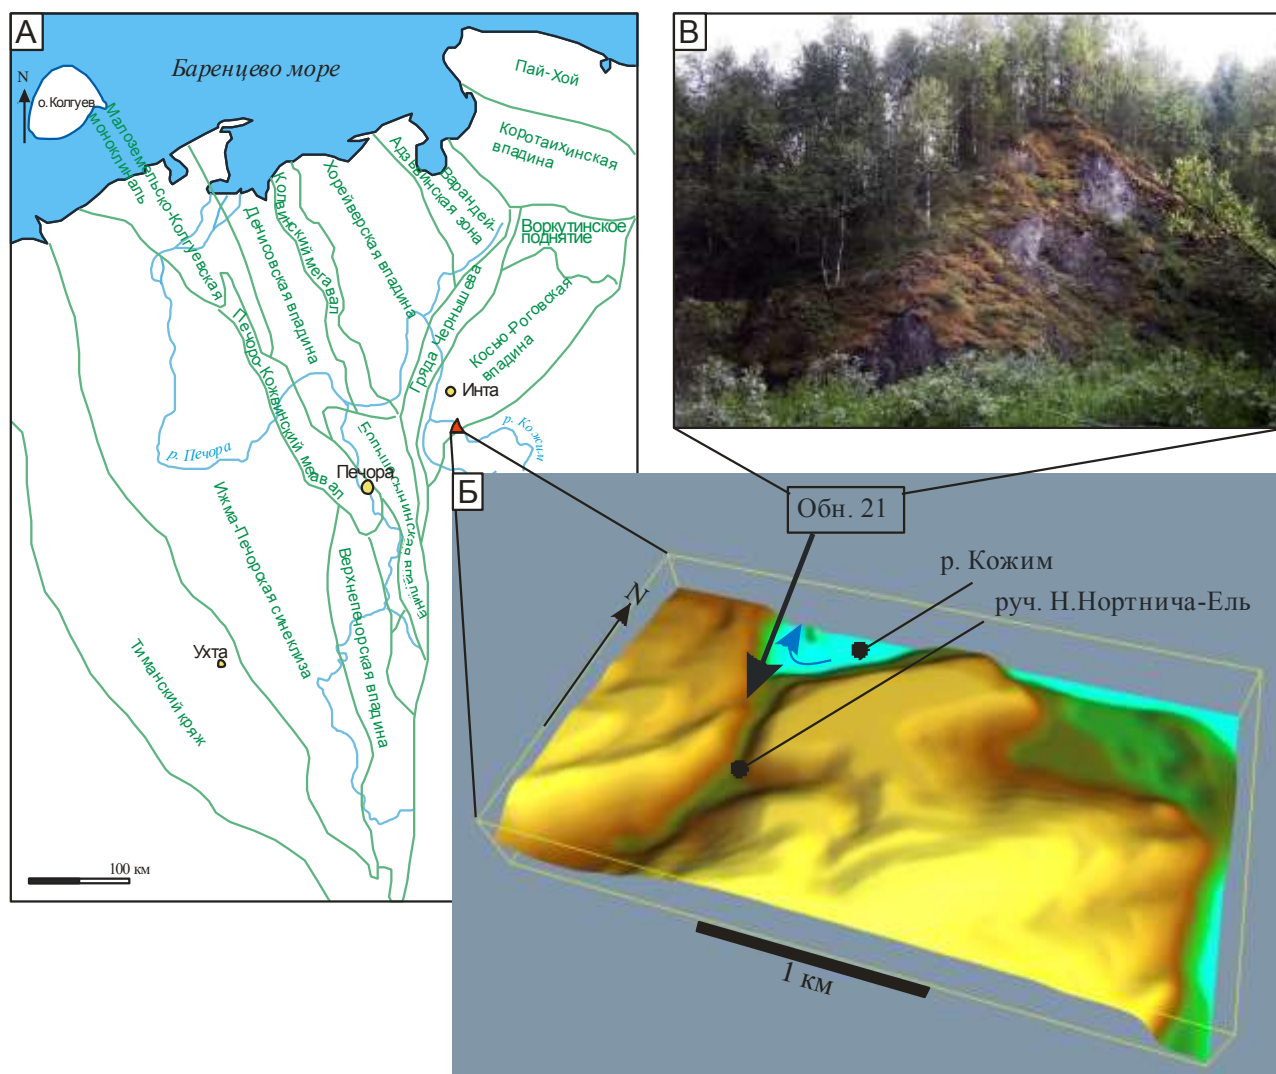 А
N
Баренцево море
о. Колгуев
Малоземельско-Колгуевская
моноклиналь
Пай-Хой
Коротаихинская
впадина
Варандей-
Адзьвинская зона
Воркутинское
поднятие
Хорейверская впадина
Колвинский мегавал
Денисовская впадина
Гряда Чернышева
Косью-Роговская
впадина
Печоро-Кожвинский мегавал
Инта
р. Кожим
р. Печора
Печора
Большесынинская впадина
Ижма-Печорская синеклиза
Верхнепечорская впадина
Ухта
Тиманский кряж
100 км
В
Б
Обн. 21
р. Кожим
руч. Н.Нортнича-Ель
N
1 км